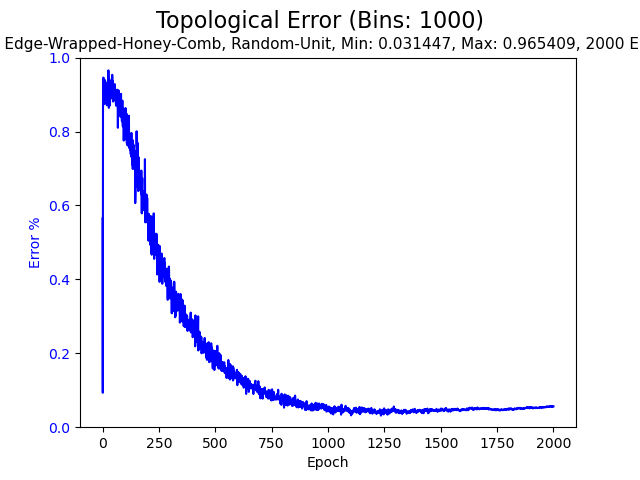 Topological Error (Bins: 1000)
Edge-Wrapped-Honey-Comb, Random-Unit, Min: 0.031447, Max: 0.965409, 2000 E
1.0
0.8
0.6
0.4
0.2
0.0
Error %
0 250 500 750 1000 1250 1500 1750 2000
Epoch